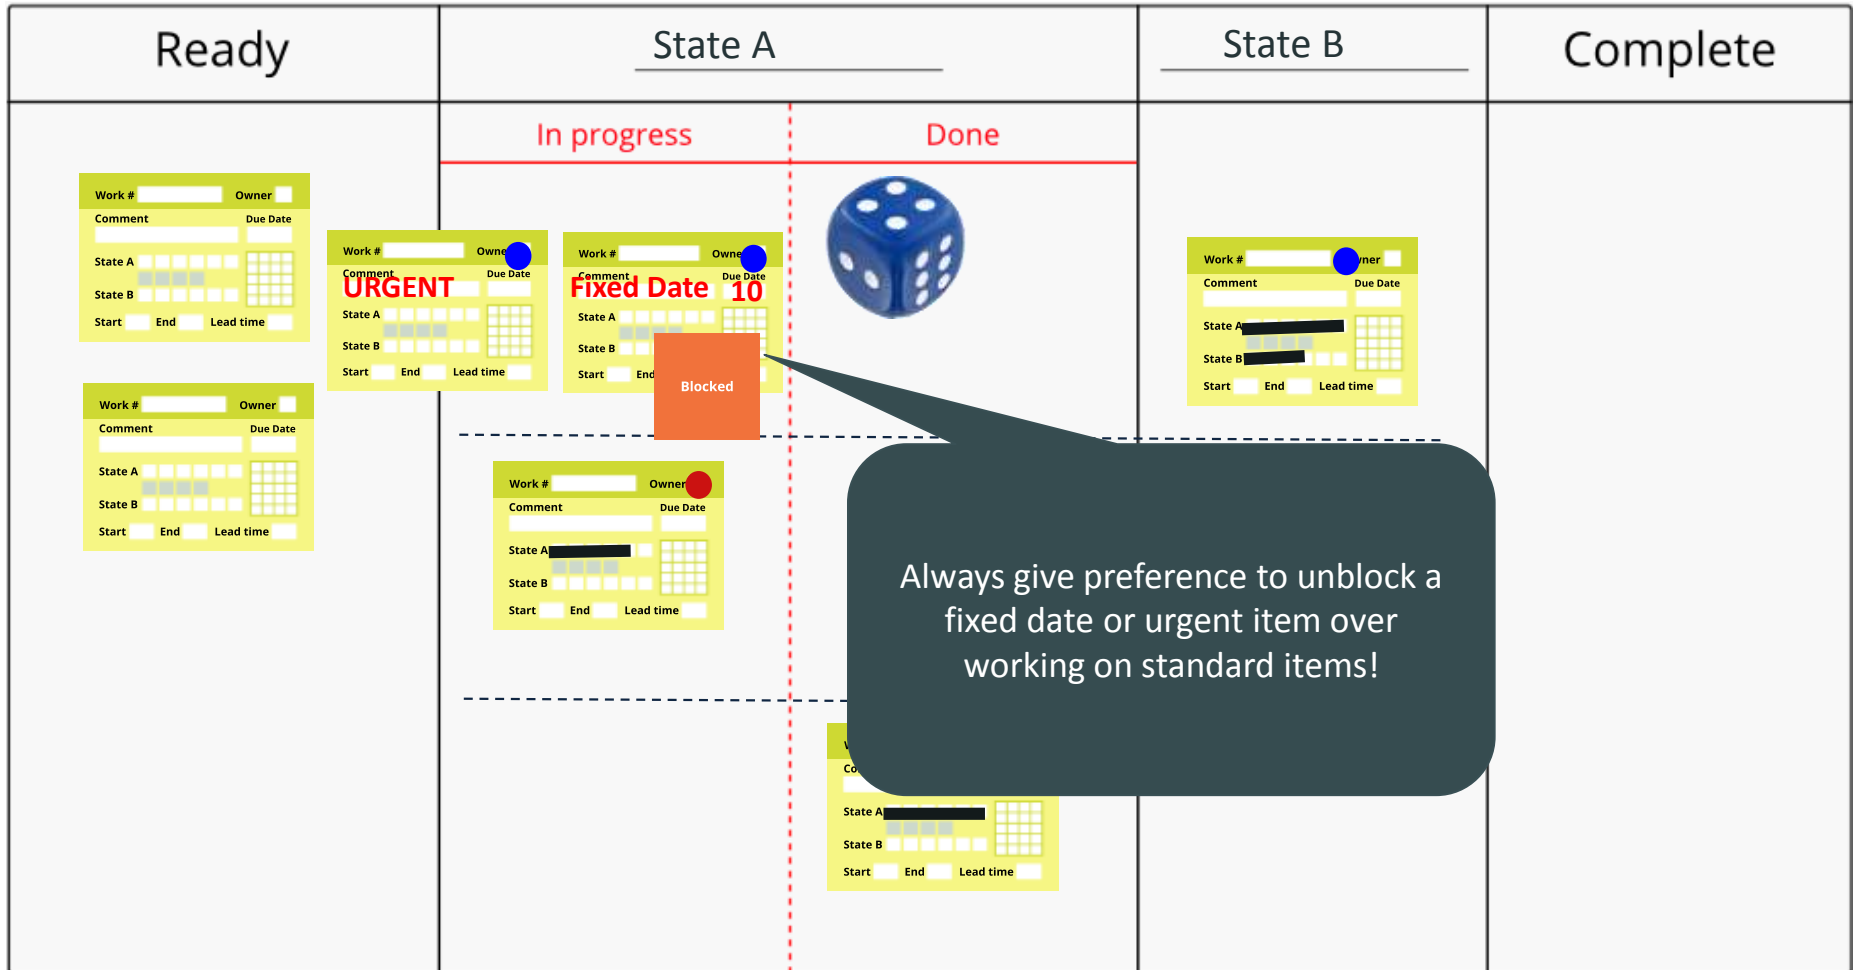 Ready
State A
State B
Complete
In progress
Done
Work # Owner
Comment Due Date
State A
State B
Start End Lead time
Work #
Comment Due Date
URGENT
State A
State B
Start End Lead time
Work #
Comment Due Date
Fixed Date 10
State A
State B
Start End
Blocked
Work #
Comment Due Date
State A
State B
Start End Lead time
Work # Owner
Comment Due Date
State A
State B
Start End Lead time
Work # Owner
Comment Due Date
State A
State B
Start End Lead time
Always give preference to unblock a
fixed date or urgent item over
working on standard items!
State A
State B
Start End Lead time